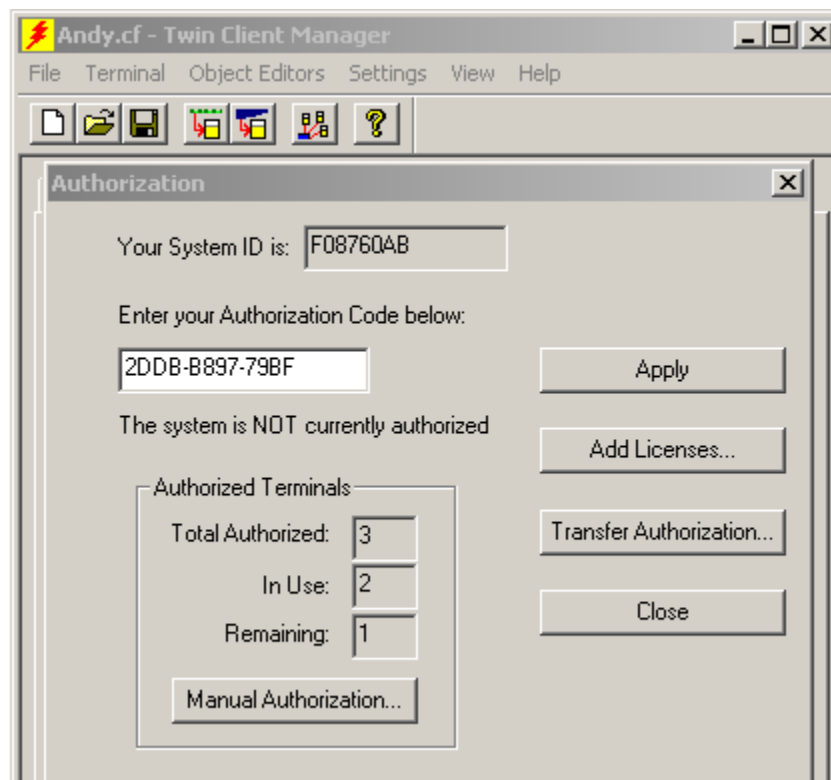 Andy.cf - Twin Client Manager
File Terminal Object Editors Settings View Help
Authorization
Your System ID is: F08760AB
Enter your Authorization Code below:
2DDB-B897-79BF
Apply
The system is NOT currently authorized
Add Licenses...
Authorized Terminals
Total Authorized: 3
Transfer Authorization...
In Use: 2
Close
Remaining: 1
Manual Authorization...